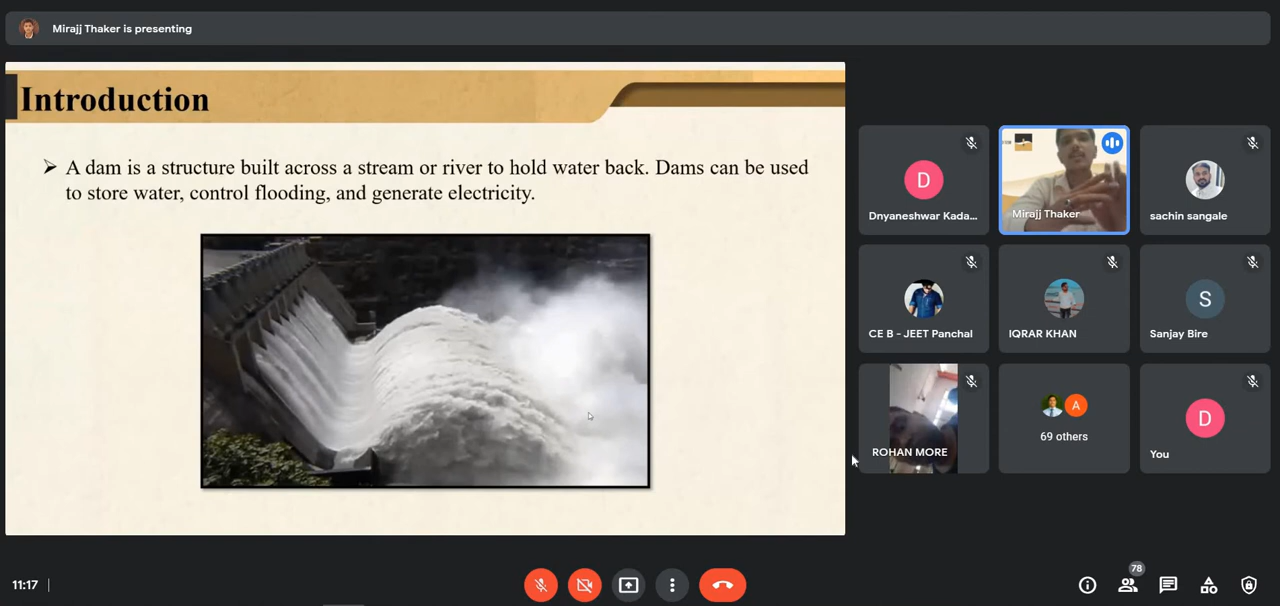 Mirajj Thaker is presenting
Introduction
➢ A dam is a structure built across a stream or river to hold water back. Dams can be used
to store water, control flooding, and generate electricity.
D
Dnyaneshwar Kada...
Mirajj Thaker
sachin sangale
CE B - JEET Panchal
IQRAR KHAN
S
Sanjay Bire
ROHAN MORE
A
69 others
D
You
11:17
78